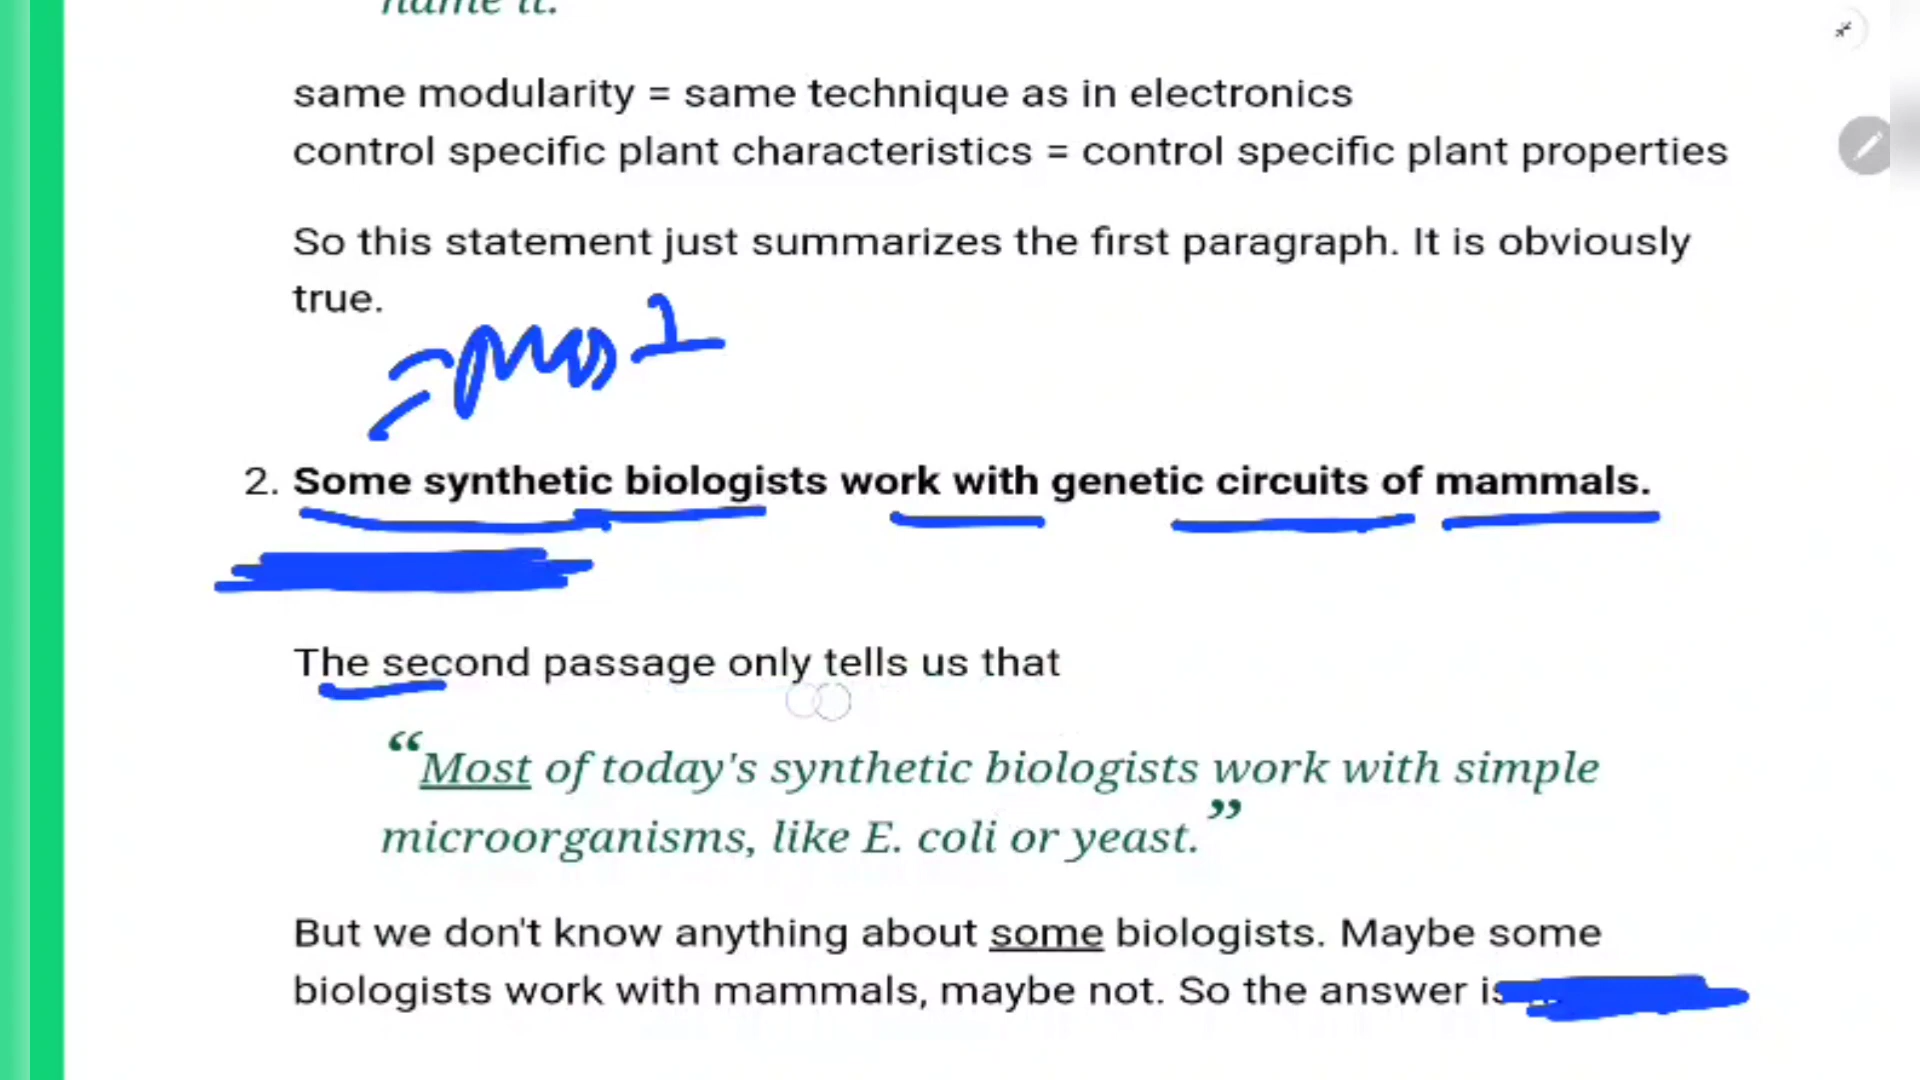 name it.
same modularity = same technique as in electronics
control specific plant characteristics = control specific plant properties
So this statement just summarizes the first paragraph. It is obviously
true.
2. Some synthetic biologists work with genetic circuits of mammals.
The second passage only tells us that
“Most of today's synthetic biologists work with simple
microorganisms, like E. coli or yeast.”
But we don't know anything about some biologists. Maybe some
biologists work with mammals, maybe not. So the answer is